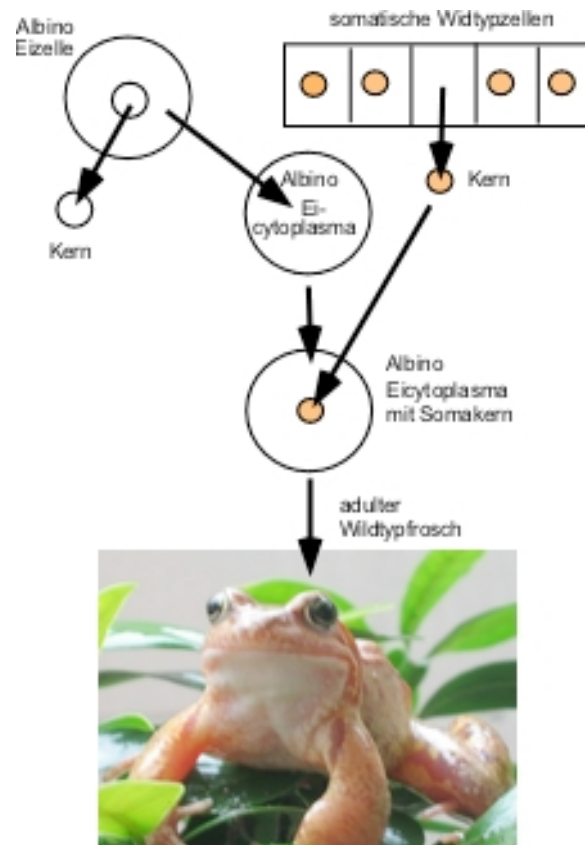 Albino
Eizelle
somatische Widtypzellen
Kern
Kern
Albino
Ei-
cytoplasma
Albino
Eicytoplasma
mit Somakern
adulter
Wildtypfrosch